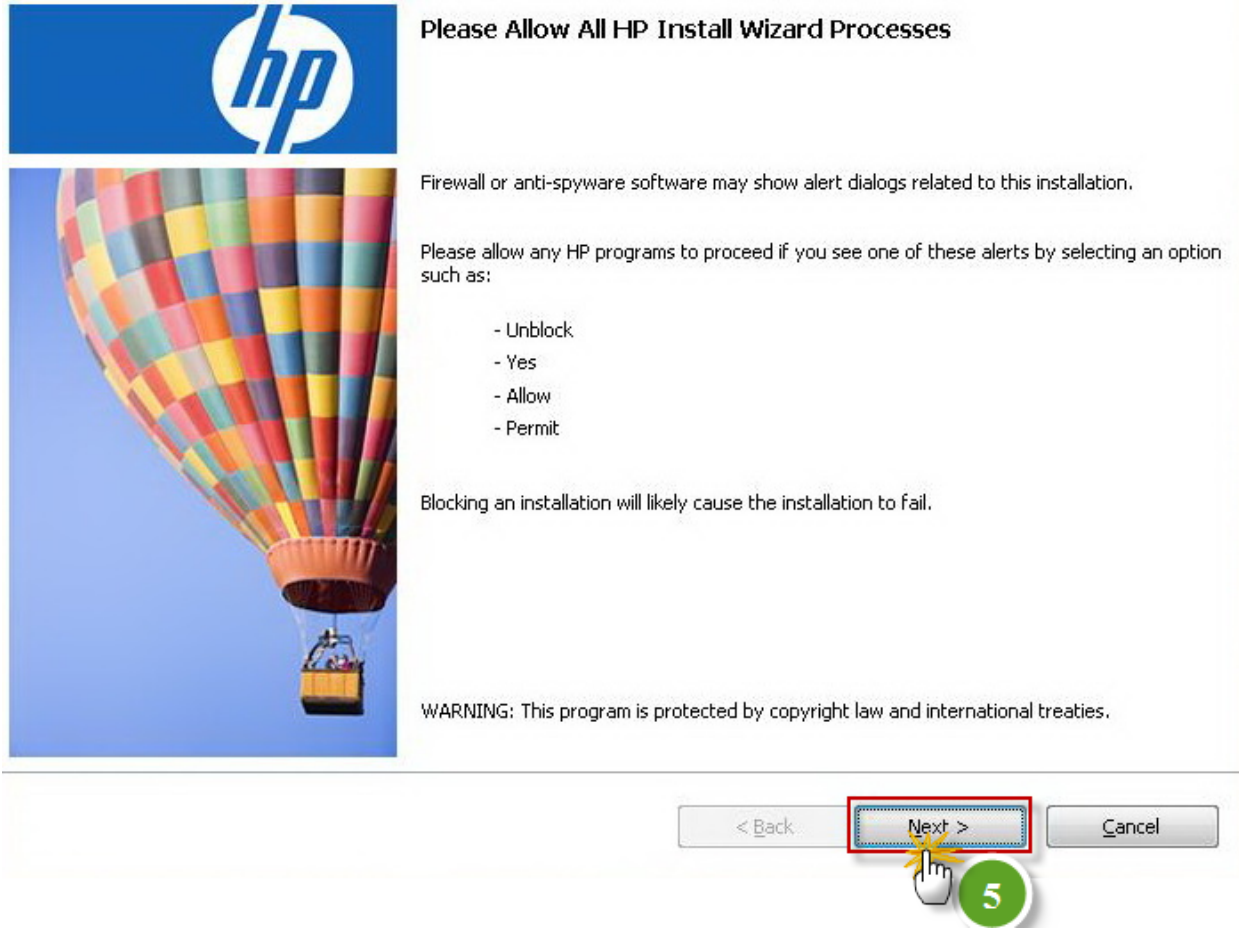 hp
Please Allow All HP Install Wizard Processes
Firewall or anti-spyware software may show alert dialogs related to this installation.
Please allow any HP programs to proceed if you see one of these alerts by selecting an option
such as:
- Unblock
- Yes
- Allow
- Permit
Blocking an installation will likely cause the installation to fail.
WARNING: This program is protected by copyright law and international treaties.
< Back
Next >
Cancel
5